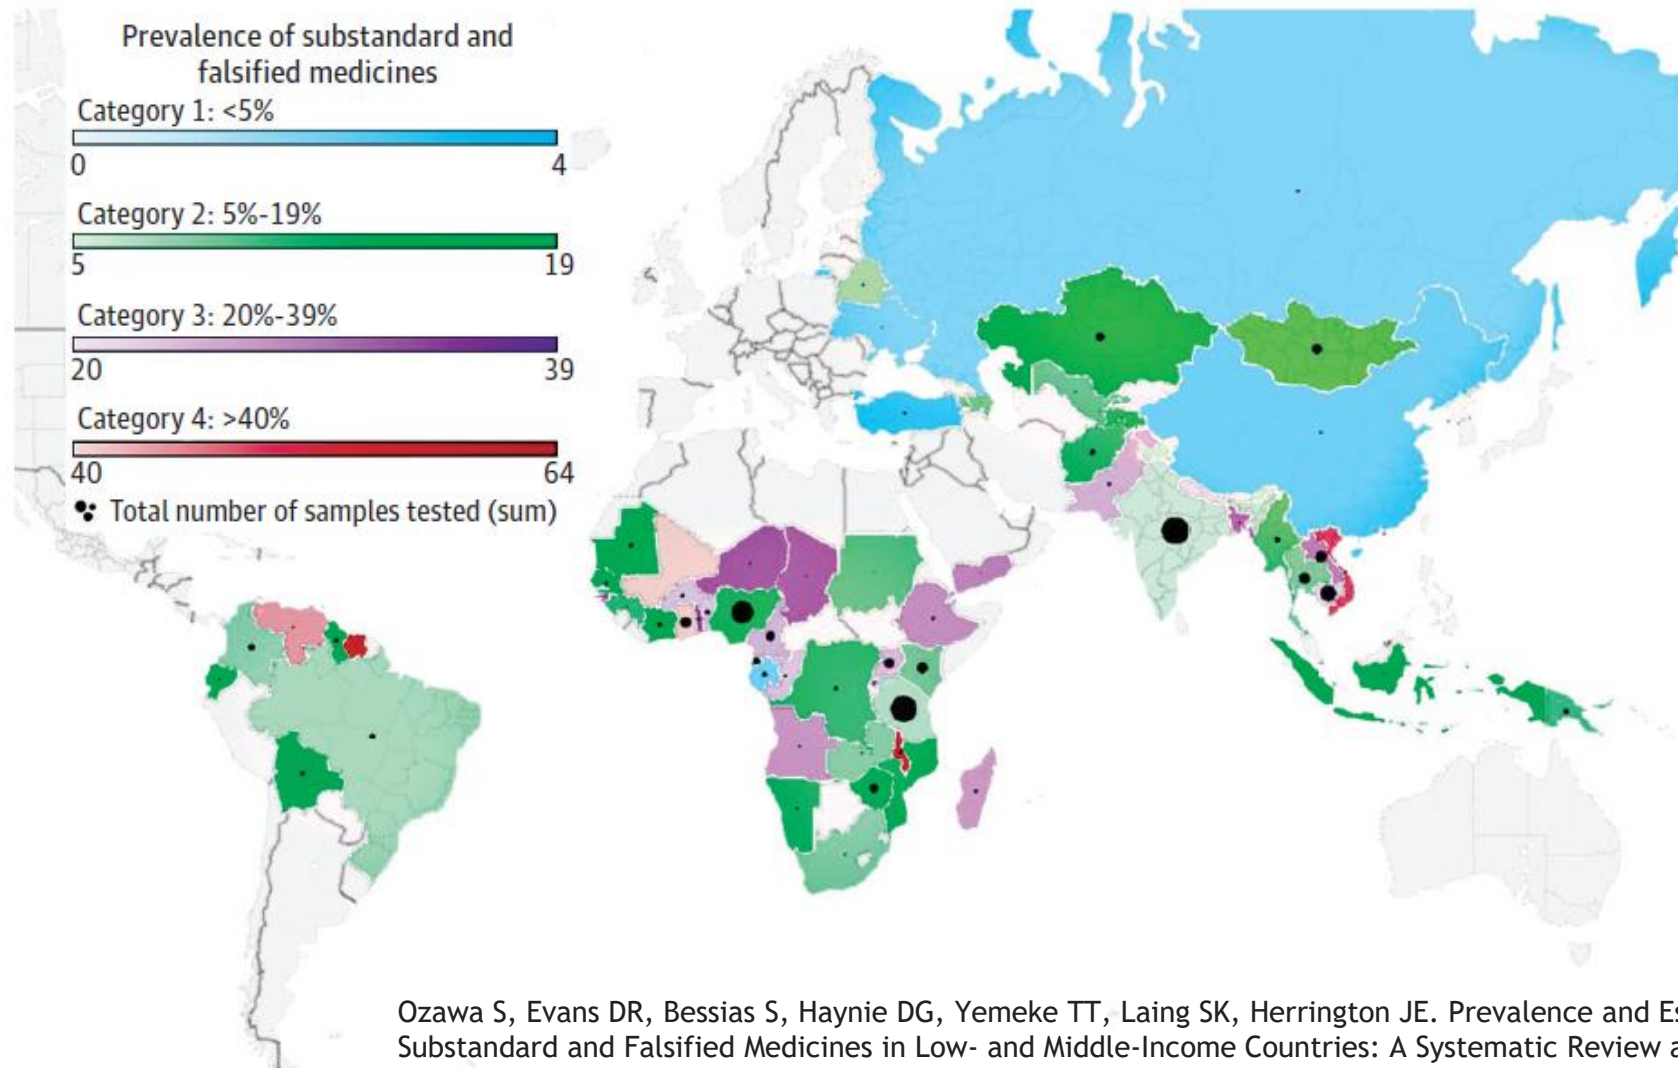 Prevalence of substandard and
falsified medicines
Category 1: <5%
0 4
Category 2: 5%-19%
5 19
Category 3: 20%-39%
20 39
Category 4: >40%
40 64
Total number of samples tested (sum)
Ozawa S, Evans DR, Bessias S, Haynie DG, Yemeke TT, Laing SK, Herrington JE. Prevalence and Es
Substandard and Falsified Medicines in Low- and Middle-Income Countries: A Systematic Review a